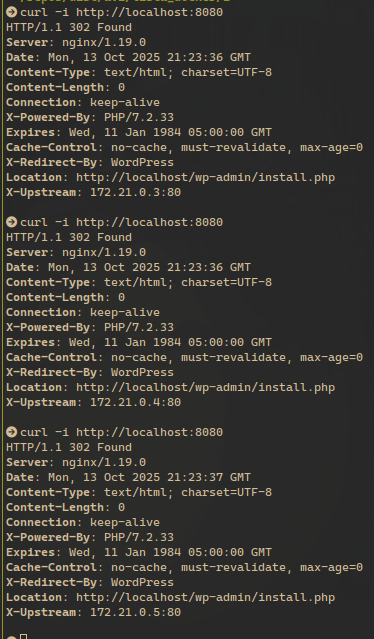 curl -i http://localhost:8080
HTTP/1.1 302 Found
Server: nginx/1.19.0
Date: Mon, 13 Oct 2025 21:23:36 GMT
Content-Type: text/html; charset=UTF-8
Content-Length: 0
Connection: keep-alive
X-Powered-By: PHP/7.2.33
Expires: Wed, 11 Jan 1984 05:00:00 GMT
Cache-Control: no-cache, must-revalidate, max-age=0
X-Redirect-By: WordPress
Location: http://localhost/wp-admin/install.php
X-Upstream: 172.21.0.3:80
curl -i http://localhost:8080
HTTP/1.1 302 Found
Server: nginx/1.19.0
Date: Mon, 13 Oct 2025 21:23:36 GMT
Content-Type: text/html; charset=UTF-8
Content-Length: 0
Connection: keep-alive
X-Powered-By: PHP/7.2.33
Expires: Wed, 11 Jan 1984 05:00:00 GMT
Cache-Control: no-cache, must-revalidate, max-age=0
X-Redirect-By: WordPress
Location: http://localhost/wp-admin/install.php
X-Upstream: 172.21.0.4:80
curl -i http://localhost:8080
HTTP/1.1 302 Found
Server: nginx/1.19.0
Date: Mon, 13 Oct 2025 21:23:37 GMT
Content-Type: text/html; charset=UTF-8
Content-Length: 0
Connection: keep-alive
X-Powered-By: PHP/7.2.33
Expires: Wed, 11 Jan 1984 05:00:00 GMT
Cache-Control: no-cache, must-revalidate, max-age=0
X-Redirect-By: WordPress
Location: http://localhost/wp-admin/install.php
X-Upstream: 172.21.0.5:80